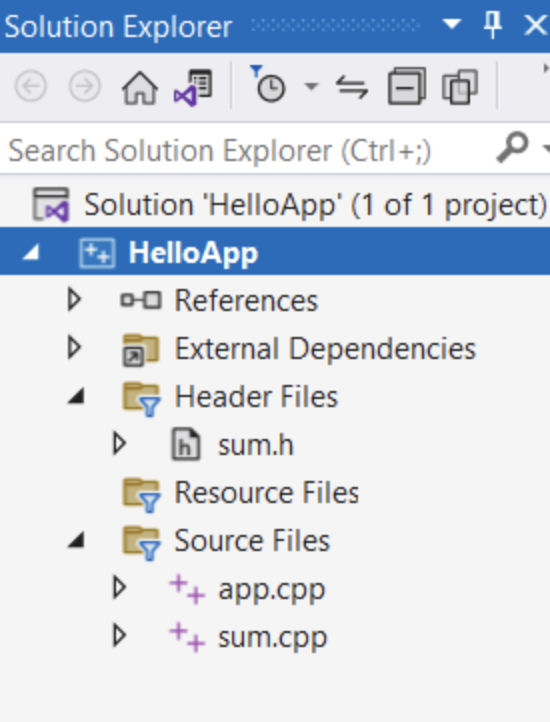 Solution Explorer
Search Solution Explorer (Ctrl+;)
Solution 'HelloApp' (1 of 1 project)
HelloApp
References
External Dependencies
Header Files
sum.h
Resource Files
Source Files
app.cpp
sum.cpp